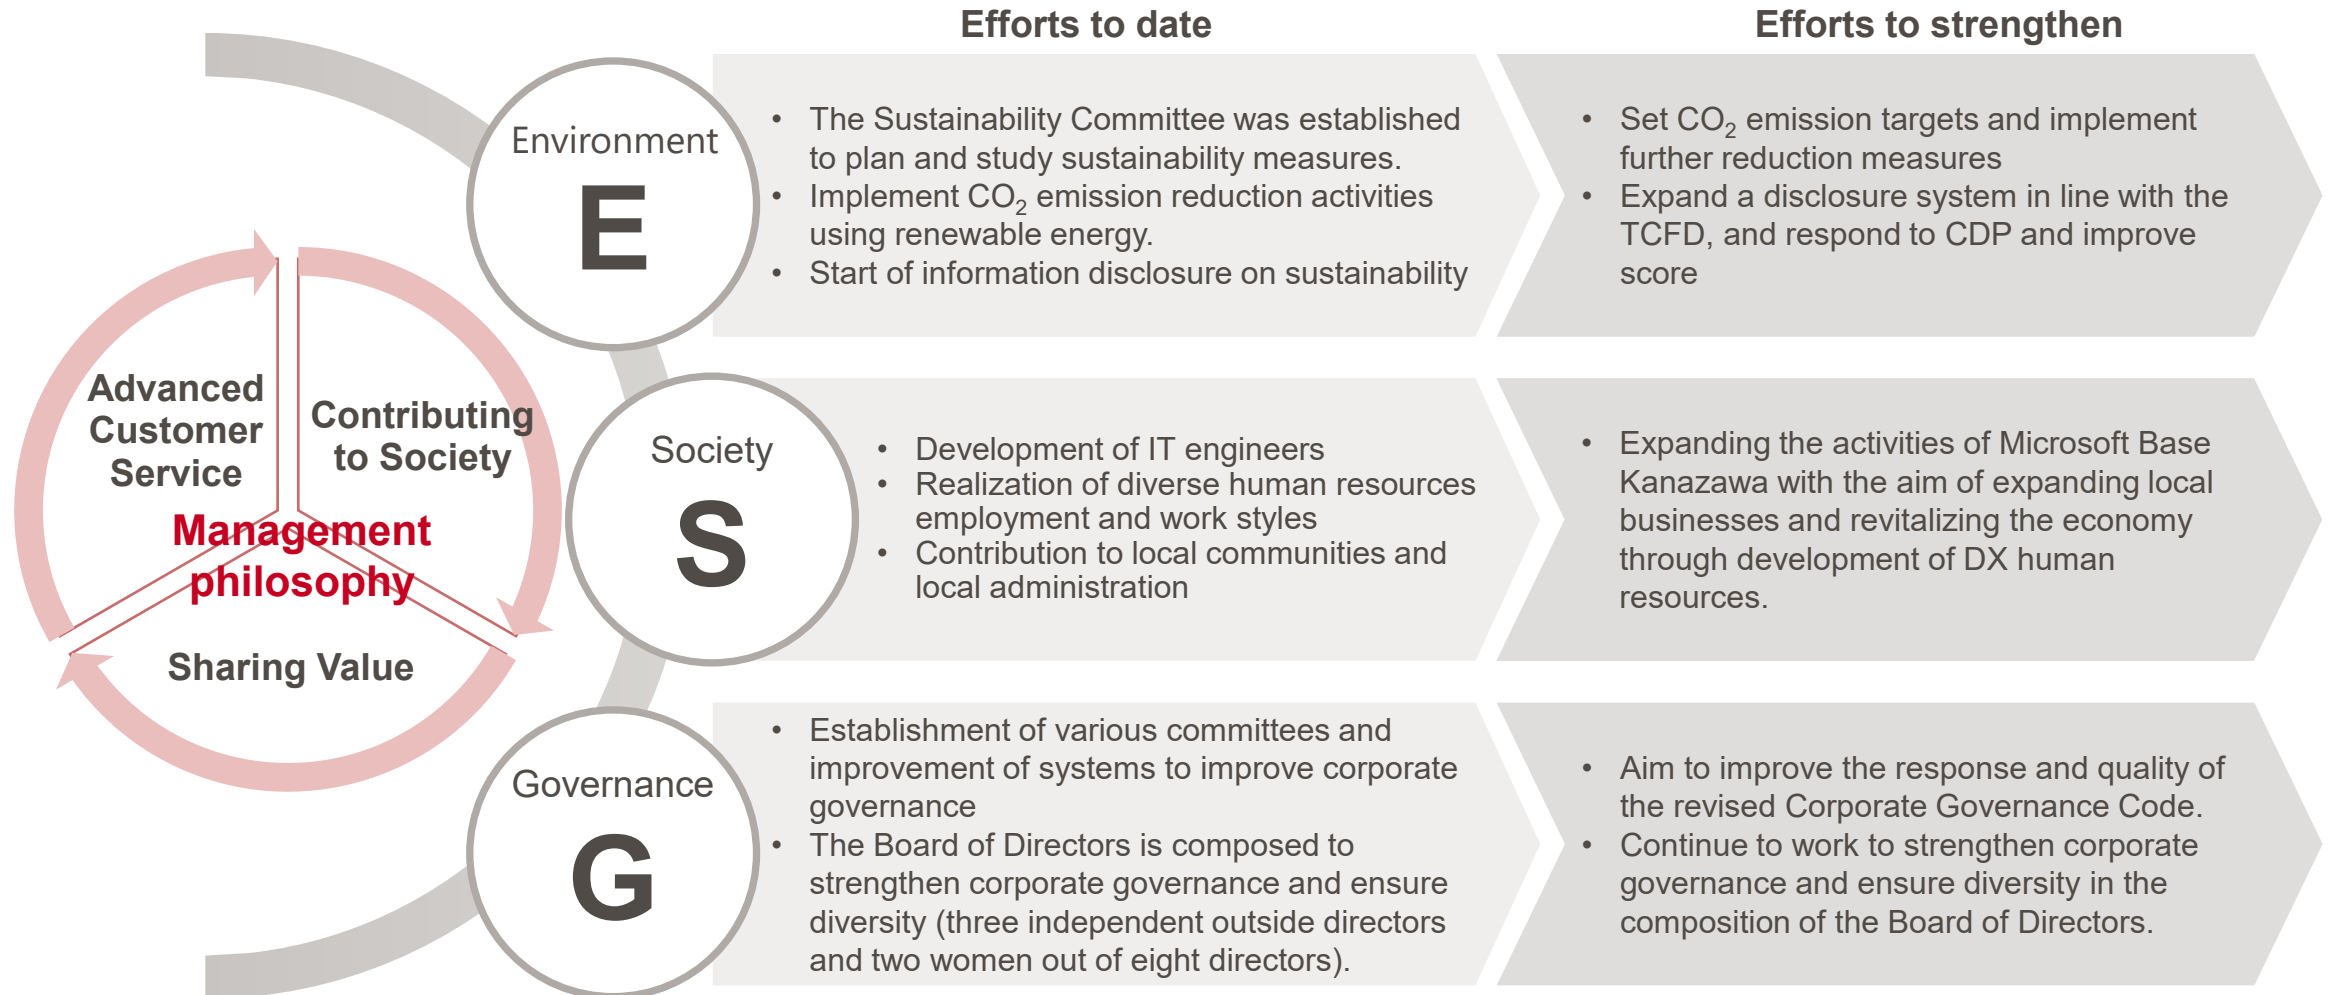 Efforts to date
Efforts to strengthen
Environment
E
• The Sustainability Committee was established
to plan and study sustainability measures.
• Implement CO₂ emission reduction activities
using renewable energy.
• Start of information disclosure on sustainability
• Set CO₂ emission targets and implement
further reduction measures
• Expand a disclosure system in line with the
TCFD, and respond to CDP and improve
score
Advanced
Customer
Service
Contributing
to Society
Management
philosophy
Sharing Value
Society
S
• Development of IT engineers
• Realization of diverse human resources
employment and work styles
• Contribution to local communities and
local administration
• Expanding the activities of Microsoft Base
Kanazawa with the aim of expanding local
businesses and revitalizing the economy
through development of DX human
resources.
Governance
G
• Establishment of various committees and
improvement of systems to improve corporate
governance
• The Board of Directors is composed to
strengthen corporate governance and ensure
diversity (three independent outside directors
and two women out of eight directors).
• Aim to improve the response and quality of
the revised Corporate Governance Code.
• Continue to work to strengthen corporate
governance and ensure diversity in the
composition of the Board of Directors.